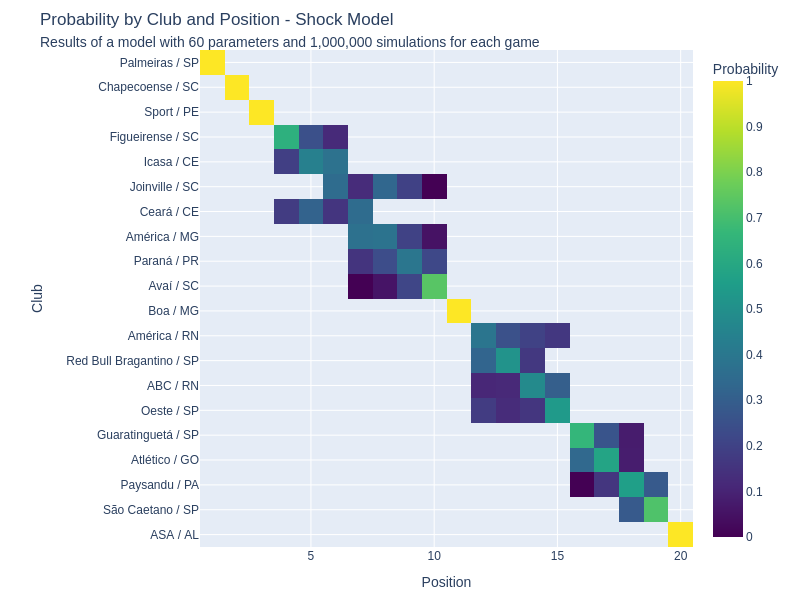 Probability by Club and Position - Shock Model
Results of a model with 60 parameters and 1,000,000 simulations for each game
Probability
Club
Palmeiras / SP
Chapecoense / SC
Sport / PE
Figueirense / SC
Icasa / CE
Joinville / SC
Ceará / CE
América / MG
Paraná / PR
Avaí / SC
Boa / MG
América / RN
Red Bull Bragantino / SP
ABC / RN
Oeste / SP
Guaratinguetá / SP
Atlético / GO
Paysandu / PA
São Caetano / SP
ASA / AL
1
0.9
0.8
0.7
0.6
0.5
0.4
0.3
0.2
0.1
0
5 10 15 20
Position